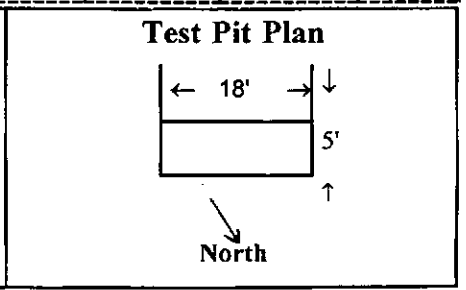 Test Pit Plan
← 18' → ↓
5'
↑
North